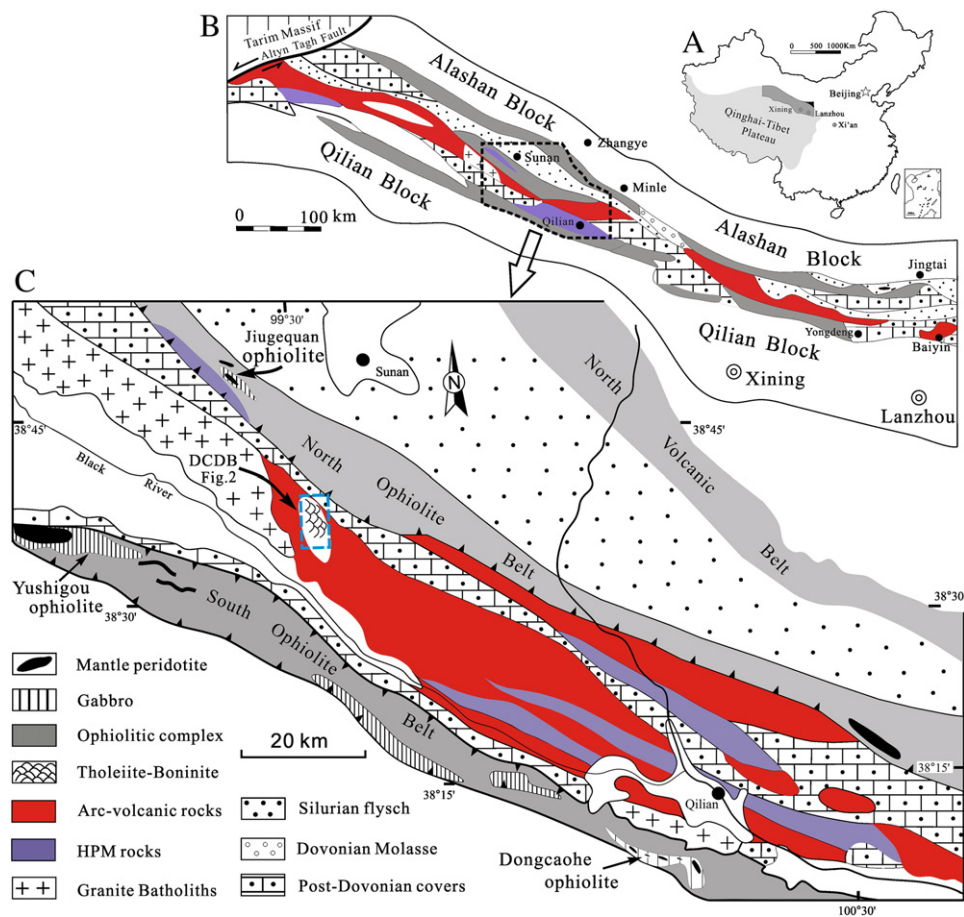 B
Tarim Massif
Altyn Tagh Fault
Alashan Block
Qilian Block
Sunan
Zhangye
Minle
Qilian
0 100 km
Alashan Block
Jingtai
Qilian Block
Yongdeng
Baiyin
Xining
Lanzhou
A
0 500 1000Km
Beijing
Xining
Lanzhou
Xi'an
Qinghai-Tibet
Plateau
C
99°30'
Jiugequan
ophiolite
Sunan
N
North Volcanic Belt
38°45'
38°45'
North Ophiolite Belt
DCDB
Fig.2
Black River
Yushigou
ophiolite
38°30'
38°30'
South Ophiolite Belt
20 km
38°15'
38°15'
Qilian
Dongcaohe
ophiolite
100°30'
Mantle peridotite
Gabbro
Ophiolitic complex
Tholeiite-Boninite
Arc-volcanic rocks
HPM rocks
Granite Batholiths
Silurian flysch
Dovonian Molasse
Post-Dovonian covers